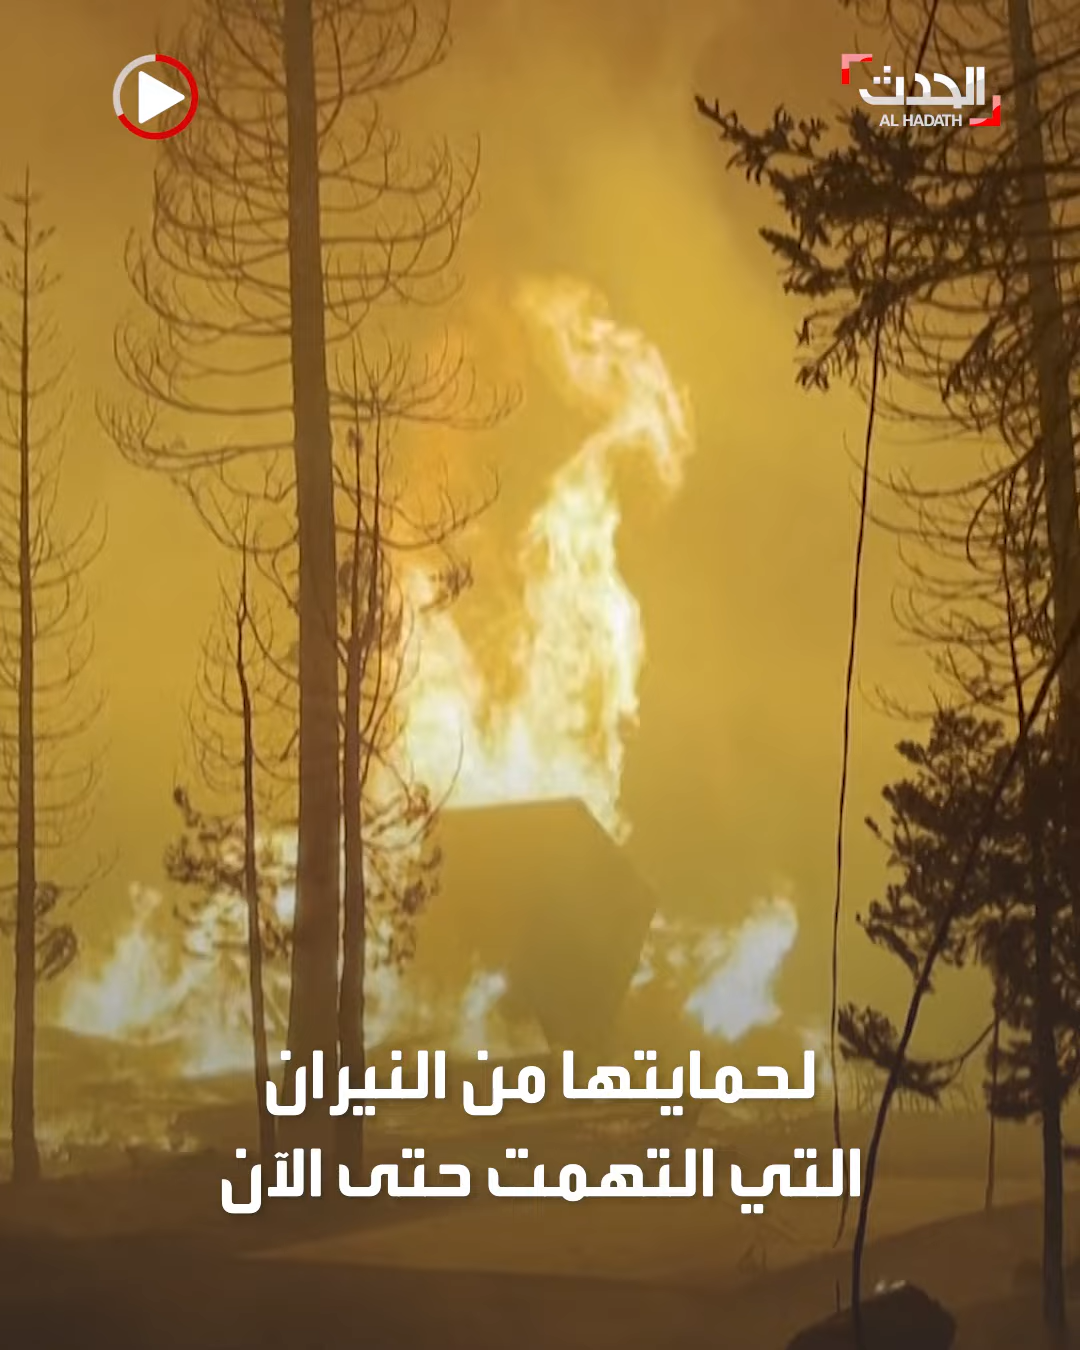 الحدث
AL HADATH
لحمايتها من النيران
التي التهمت حتى الآن